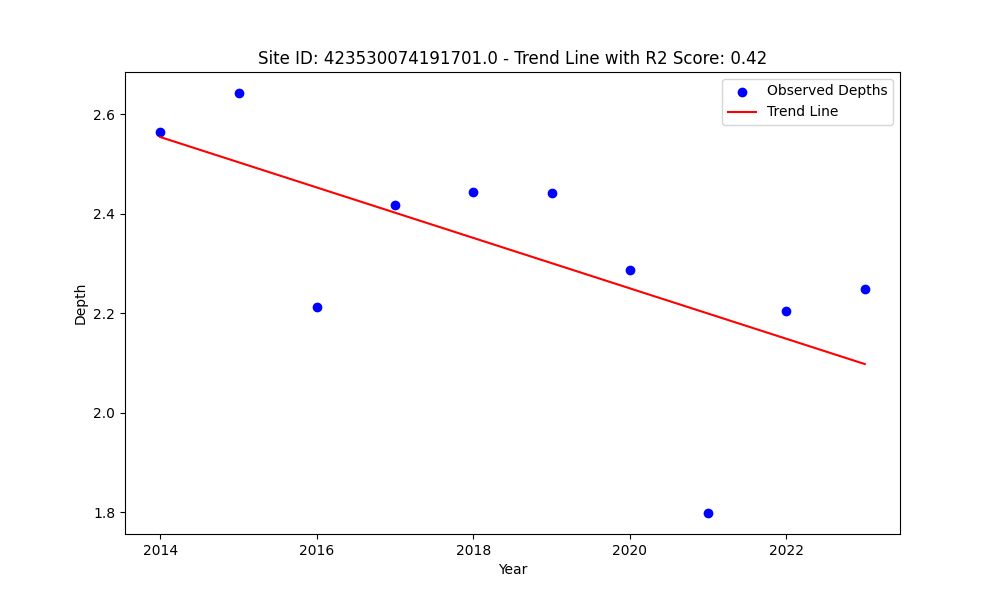 Site ID: 423530074191701.0 - Trend Line with R2 Score: 0.42
Observed Depths
Trend Line
2.6
2.4
2.2
2.0
1.8
Depth
2014
2016
2018
2020
2022
Year